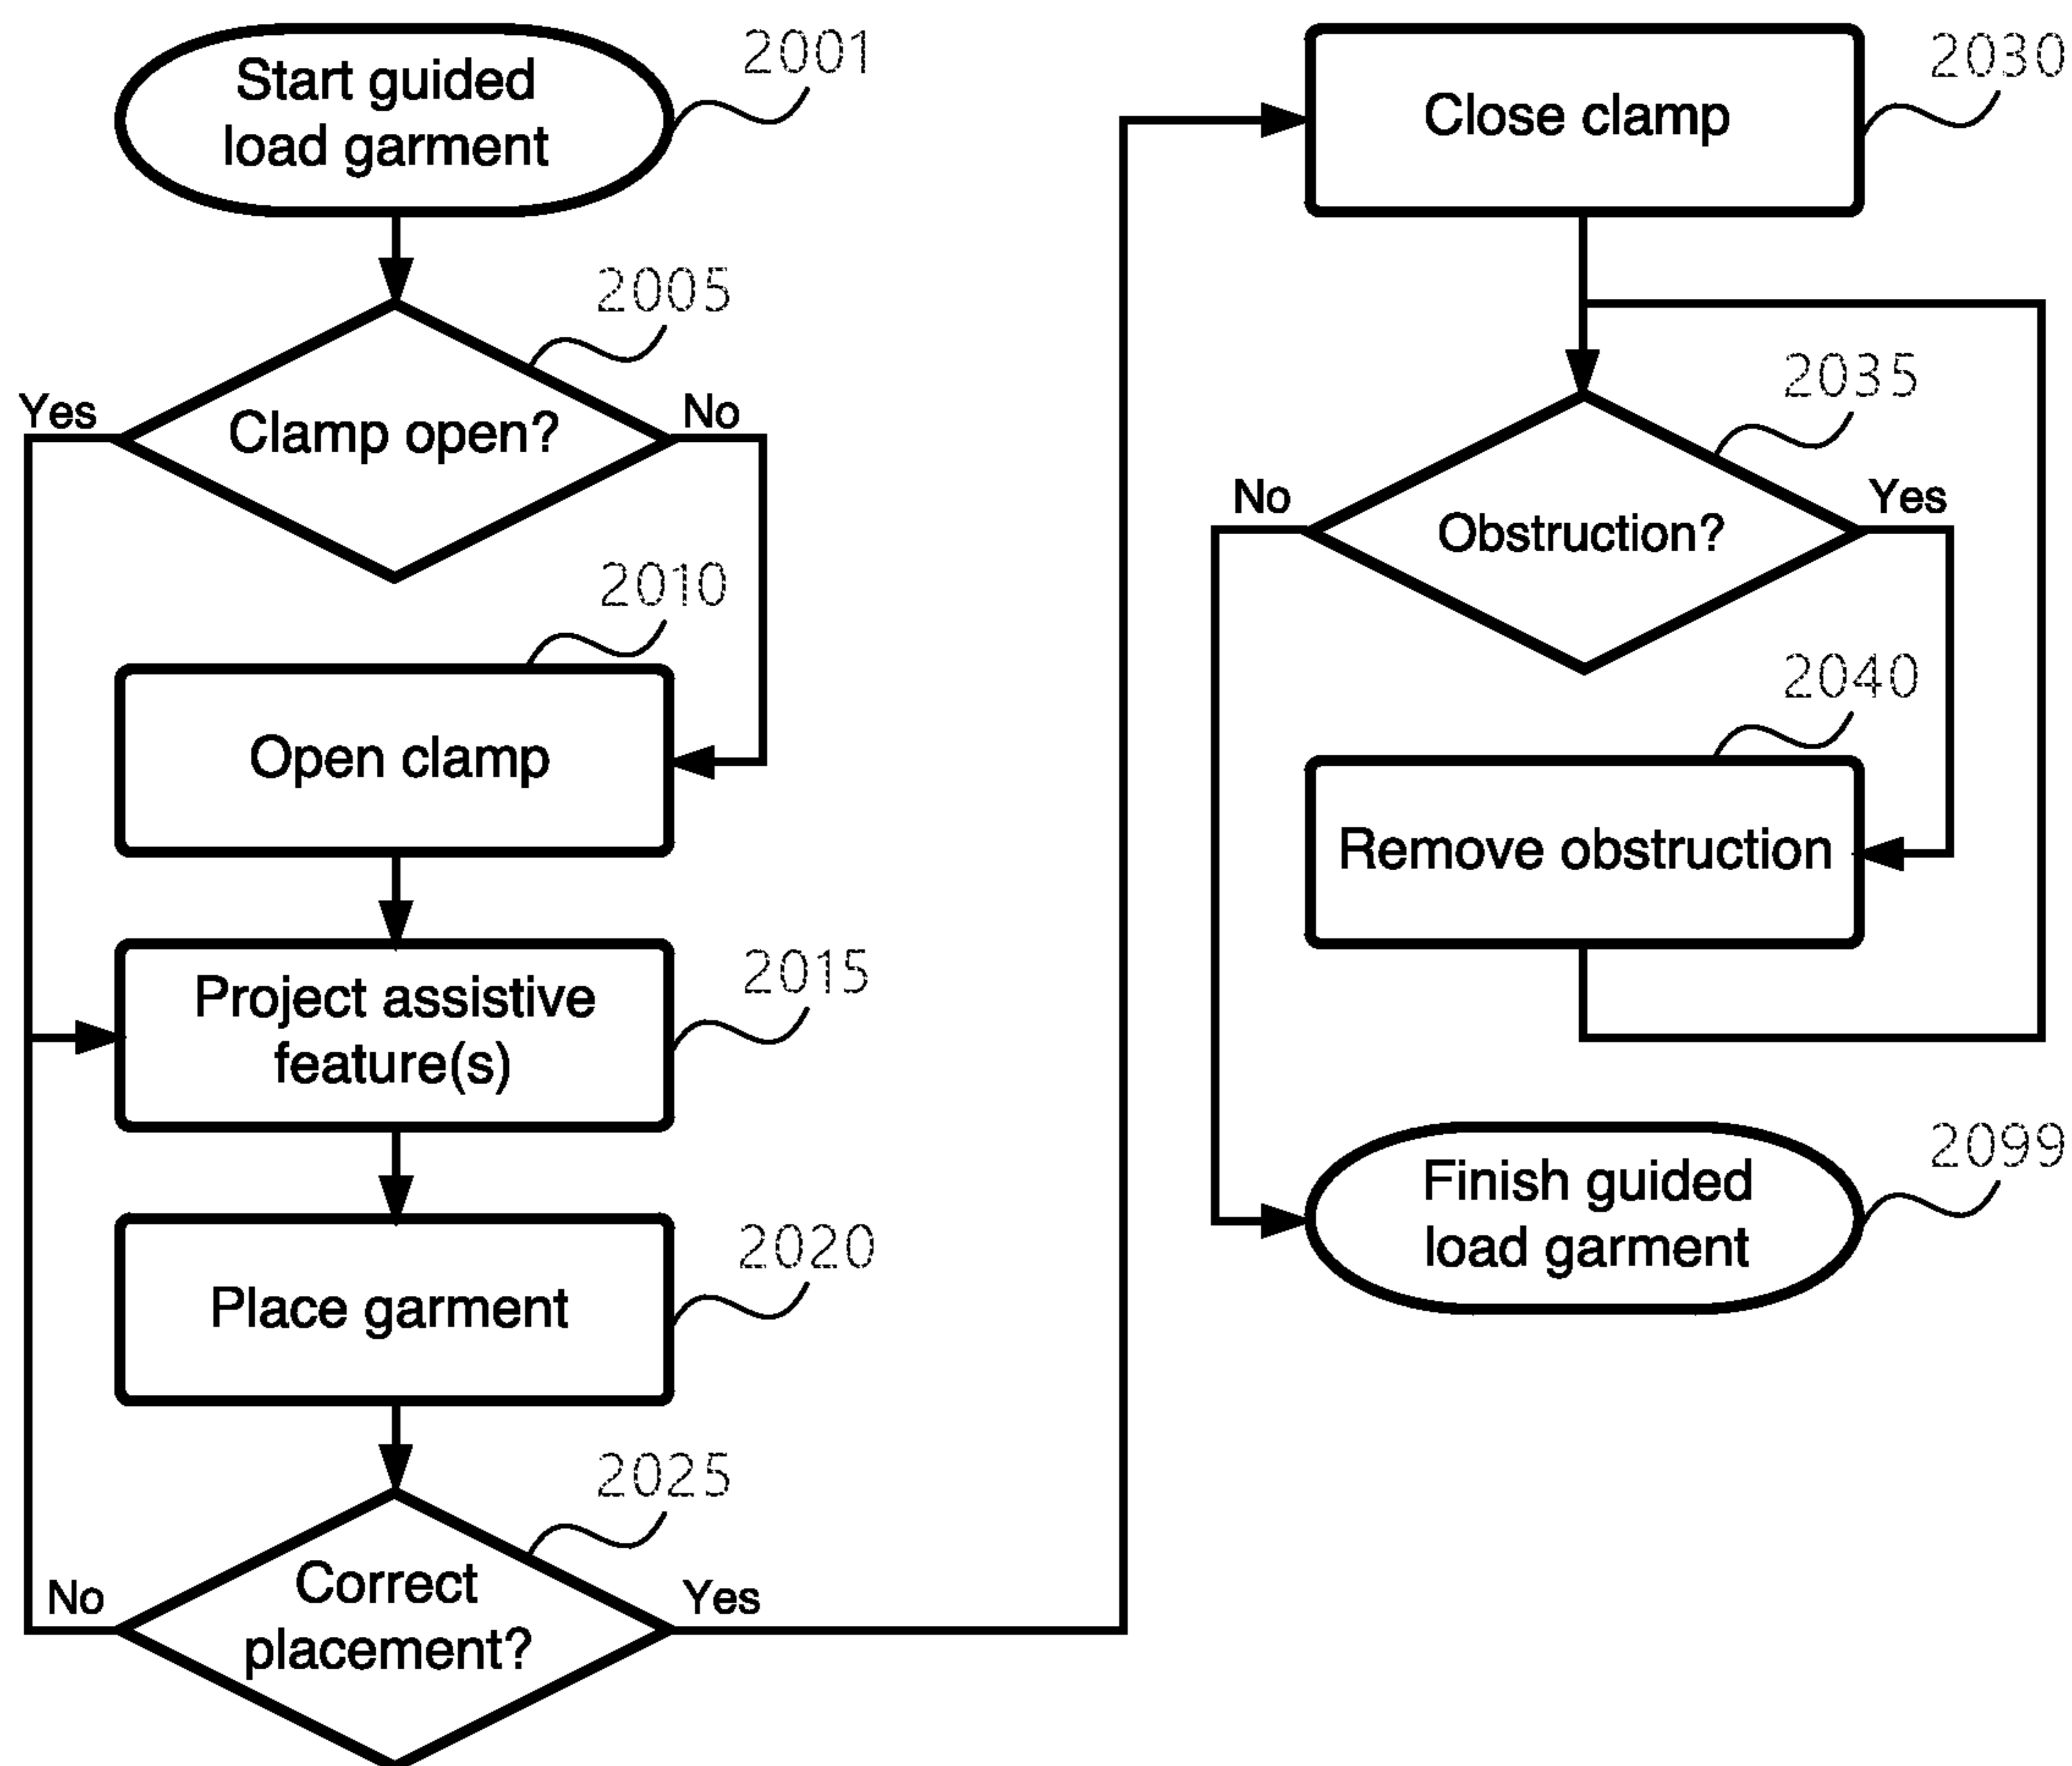 Start guided
load garment
2001
2005
Yes
Clamp open?
No
2010
Open clamp
Project assistive
feature(s)
2015
Place garment
2020
2025
No
Correct
placement?
Yes
Close clamp
2030
2035
No
Obstruction?
Yes
2040
Remove obstruction
Finish guided
load garment
2099